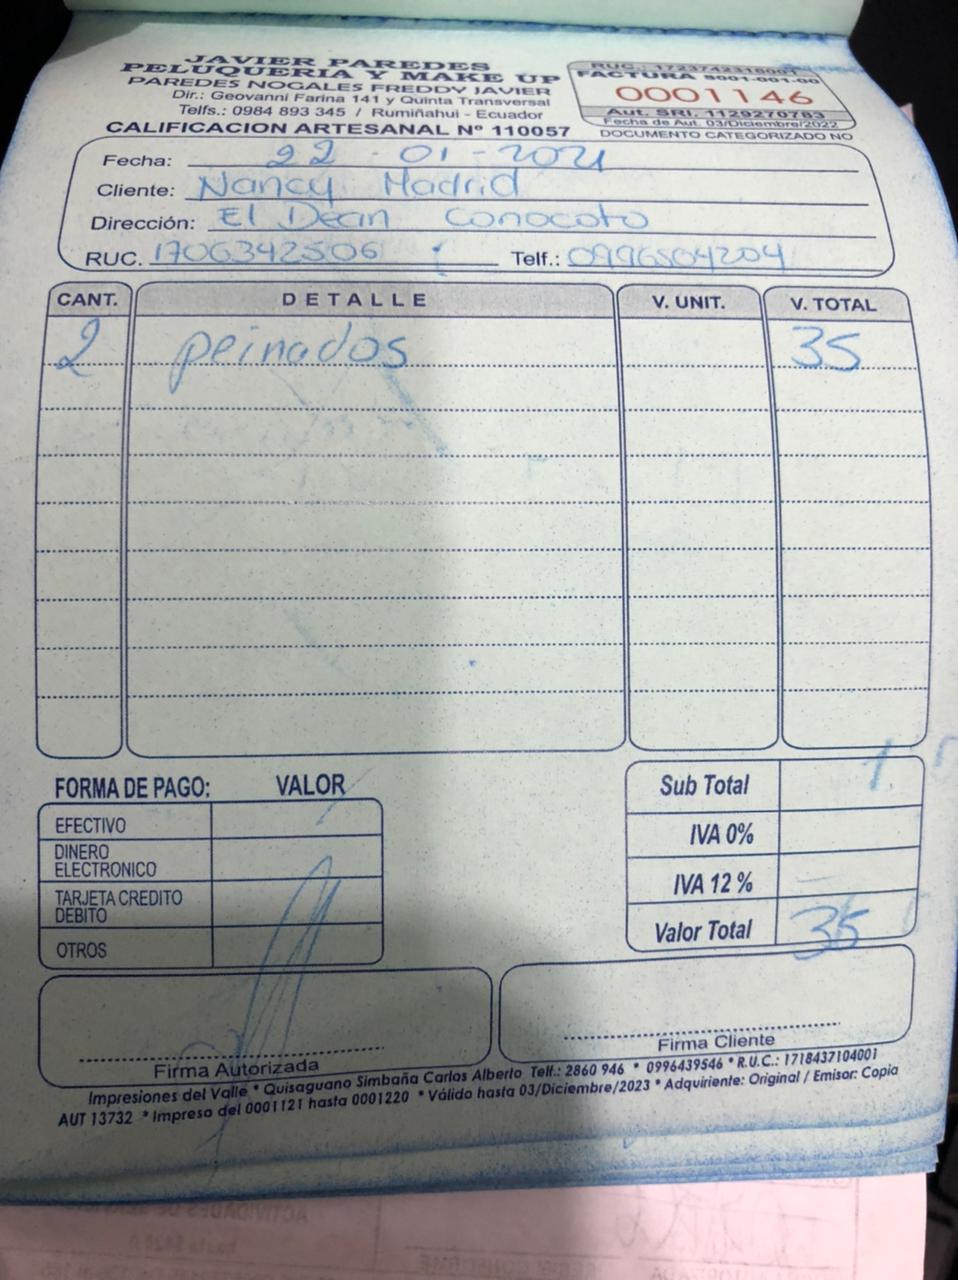 JAVIER PAREDES
PELUQUERIA Y MAKE UP
PAREDES NOGALES FREDDY JAVIER
Dir.: Geovanni Farina 141 y Quinta Transversal
Telfs.: 0984 893 345 / Rumiñahui - Ecuador
CALIFICACION ARTESANAL Nº 110057
RUC.:
FACTURA S001-001-00
0001146
Aut. SRI. 1129270783
Fecha de Aut. 03/Diciembre/2022
DOCUMENTO CATEGORIZADO NO
Fecha: 22 - 01 - 2021
Cliente: Nancy Madrid
Dirección: El Dean Conocoto
RUC. 1706342506 Telf.: 0996504204
CANT. DETALLE V. UNIT. V. TOTAL
2 peinados 35
FORMA DE PAGO: VALOR
EFECTIVO
DINERO
ELECTRONICO
TARJETA CREDITO
DEBITO
OTROS
Sub Total
IVA 0%
IVA 12 %
Valor Total 35
Firma Autorizada
Firma Cliente
Impresiones del Valle * Quisaguano Simbaña Carlos Alberto Telf.: 2860 946 * 0996439546 * R.U.C.: 1718437104001
AUT 13732 * Impreso del 0001121 hasta 0001220 * Válido hasta 03/Diciembre/2023 * Adquiriente: Original / Emisor: Copia